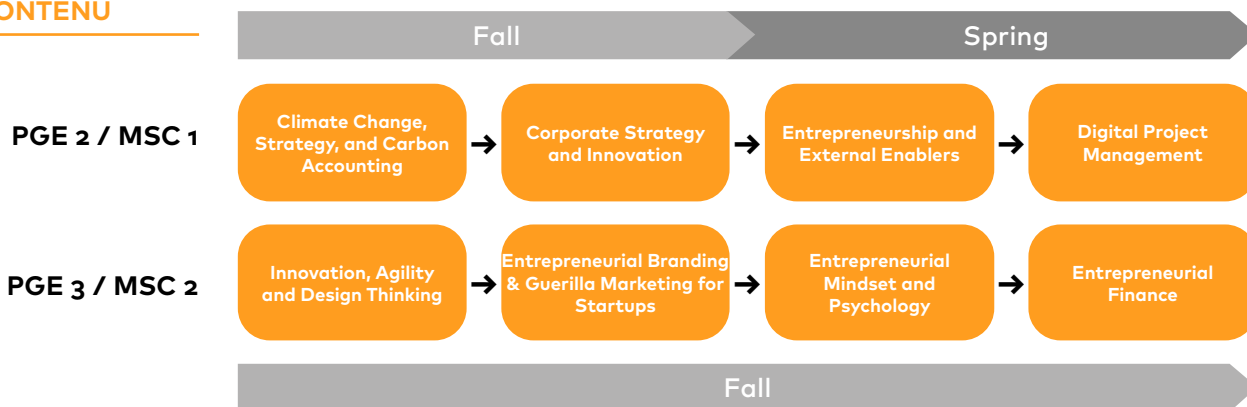 ONTENU
Fall
Spring
PGE 2 / MSC 1
Climate Change,
Strategy, and Carbon
Accounting
Corporate Strategy
and Innovation
Entrepreneurship and
External Enablers
Digital Project
Management
PGE 3 / MSC 2
Innovation, Agility
and Design Thinking
Entrepreneurial Branding
& Guerilla Marketing for
Startups
Entrepreneurial
Mindset and
Psychology
Entrepreneurial
Finance
Fall